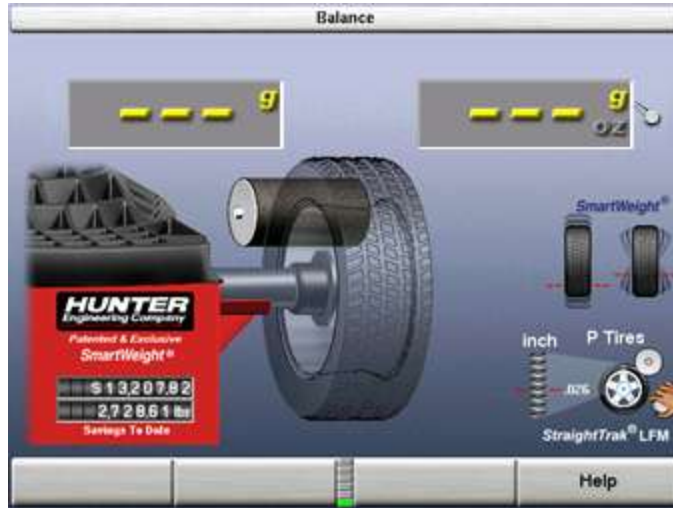 Balance
--- g
--- g
oz
SmartWeight®
HUNTER
Engineering Company
Patented & Exclusive
SmartWeight®
$13,207.82
2,728.61 lbs
Savings To Date
inch
P Tires
.026
StraightTrak® LFM
Help